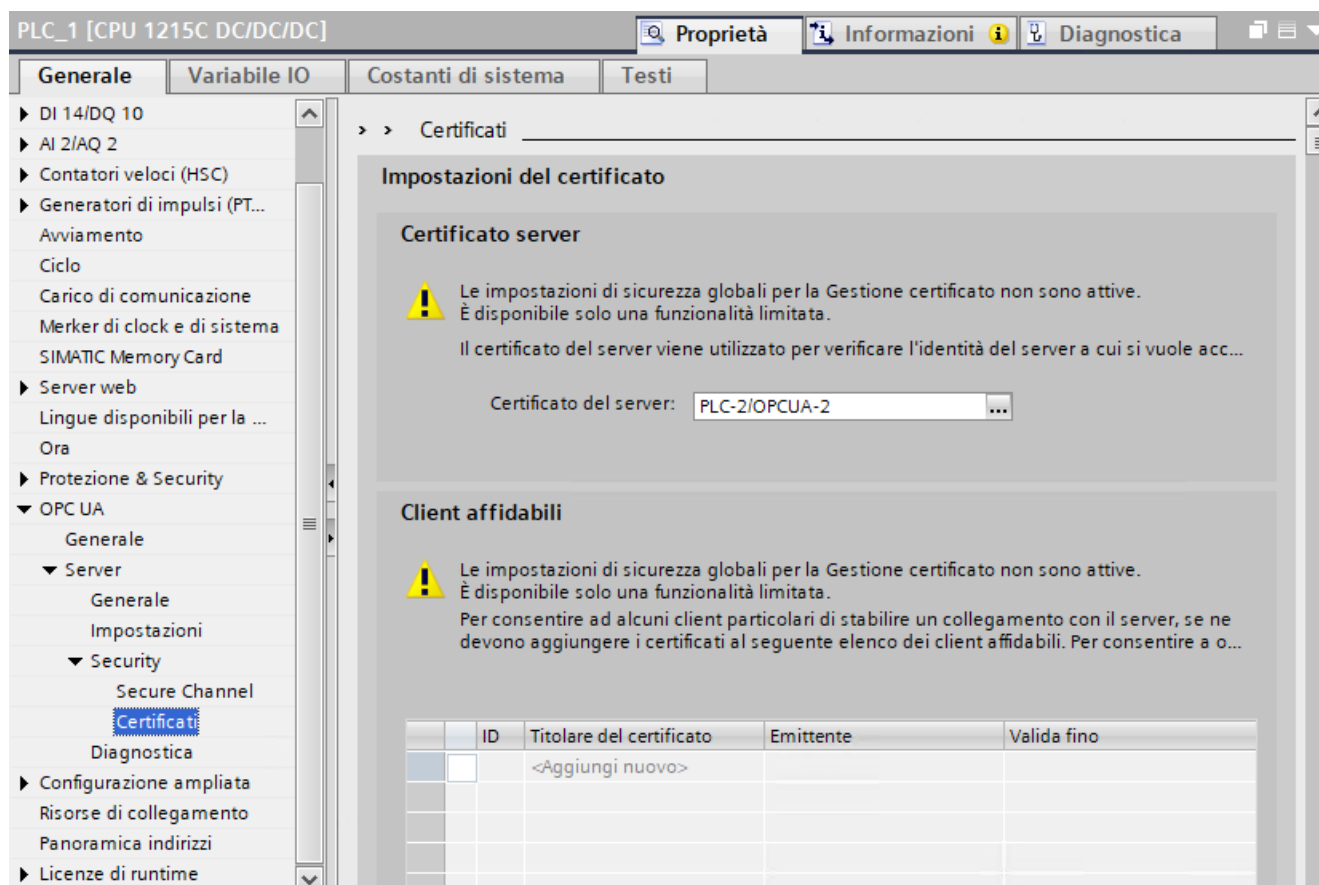 PLC_1 [CPU 1215C DC/DC/DC]
Proprietà
Informazioni
Diagnostica
Generale
Variabile IO
Costanti di sistema
Testi
DI 14/DQ 10
AI 2/AQ 2
Contatori veloci (HSC)
Generatori di impulsi (PT...
Avviamento
Ciclo
Carico di comunicazione
Merker di clock e di sistema
SIMATIC Memory Card
Server web
Lingue disponibili per la ...
Ora
Protezione & Security
OPC UA
Generale
Server
Generale
Impostazioni
Security
Secure Channel
Certificati
Diagnostica
Configurazione ampliata
Risorse di collegamento
Panoramica indirizzi
Licenze di runtime
> > Certificati
Impostazioni del certificato
Certificato server
Le impostazioni di sicurezza globali per la Gestione certificato non sono attive.
È disponibile solo una funzionalità limitata.
Il certificato del server viene utilizzato per verificare l'identità del server a cui si vuole acc...
Certificato del server: PLC-2/OPCUA-2 ...
Client affidabili
Le impostazioni di sicurezza globali per la Gestione certificato non sono attive.
È disponibile solo una funzionalità limitata.
Per consentire ad alcuni client particolari di stabilire un collegamento con il server, se ne
devono aggiungere i certificati al seguente elenco dei client affidabili. Per consentire a o...
ID Titolare del certificato Emittente Valida fino
<Aggiungi nuovo>